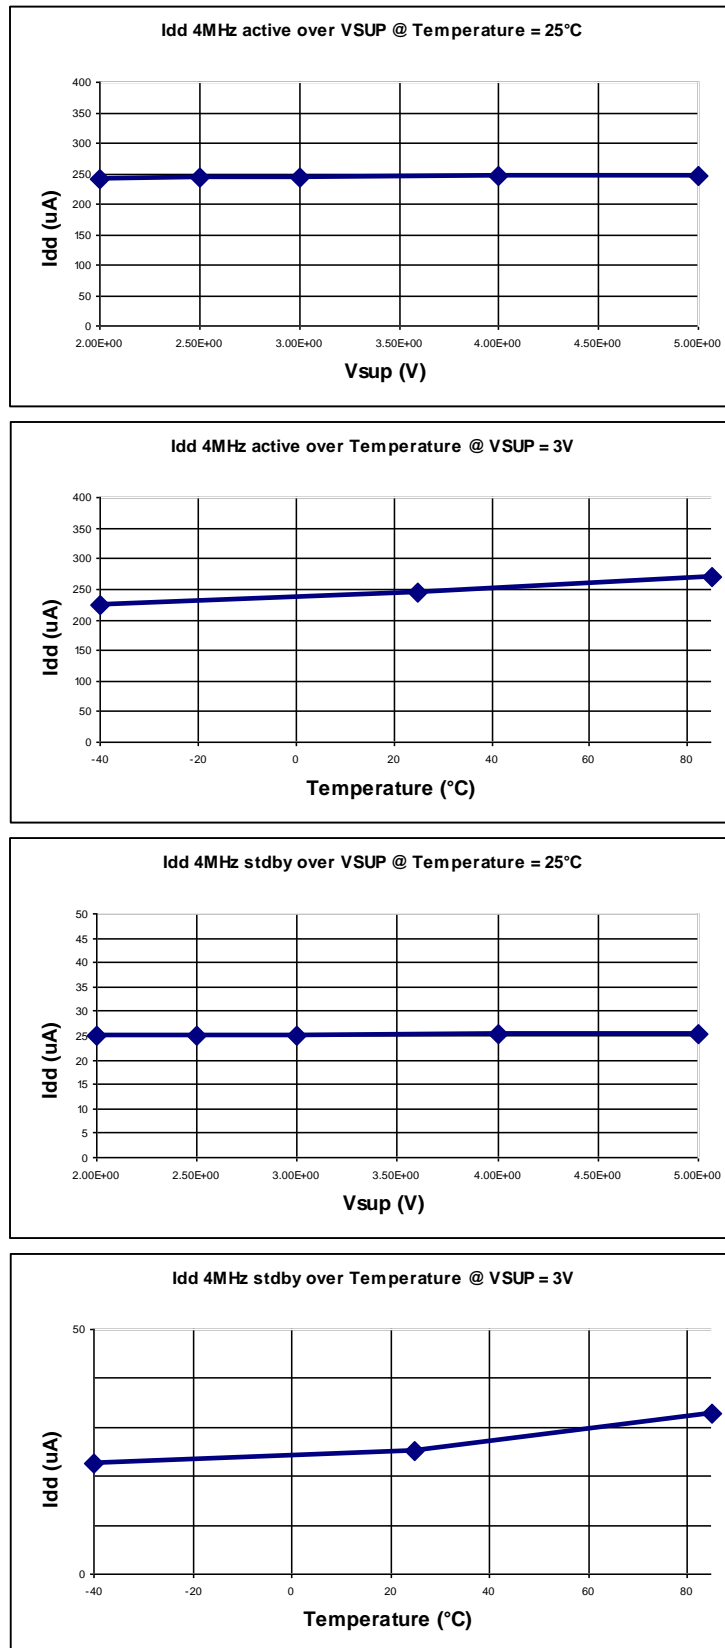 Idd 4MHz active over VSUP @ Temperature = 25°C
400
350
300
250
200
150
100
50
0
Idd (uA)
2.00E+00 2.50E+00 3.00E+00 3.50E+00 4.00E+00 4.50E+00 5.00E+00
Vsup (V)
Idd 4MHz active over Temperature @ VSUP = 3V
400
350
300
250
200
150
100
50
0
Idd (uA)
-40 -20 0 20 40 60 80
Temperature (°C)
Idd 4MHz stdby over VSUP @ Temperature = 25°C
50
45
40
35
30
25
20
15
10
5
0
Idd (uA)
2.00E+00 2.50E+00 3.00E+00 3.50E+00 4.00E+00 4.50E+00 5.00E+00
Vsup (V)
Idd 4MHz stdby over Temperature @ VSUP = 3V
50
0
Idd (uA)
-40 -20 0 20 40 60 80
Temperature (°C)